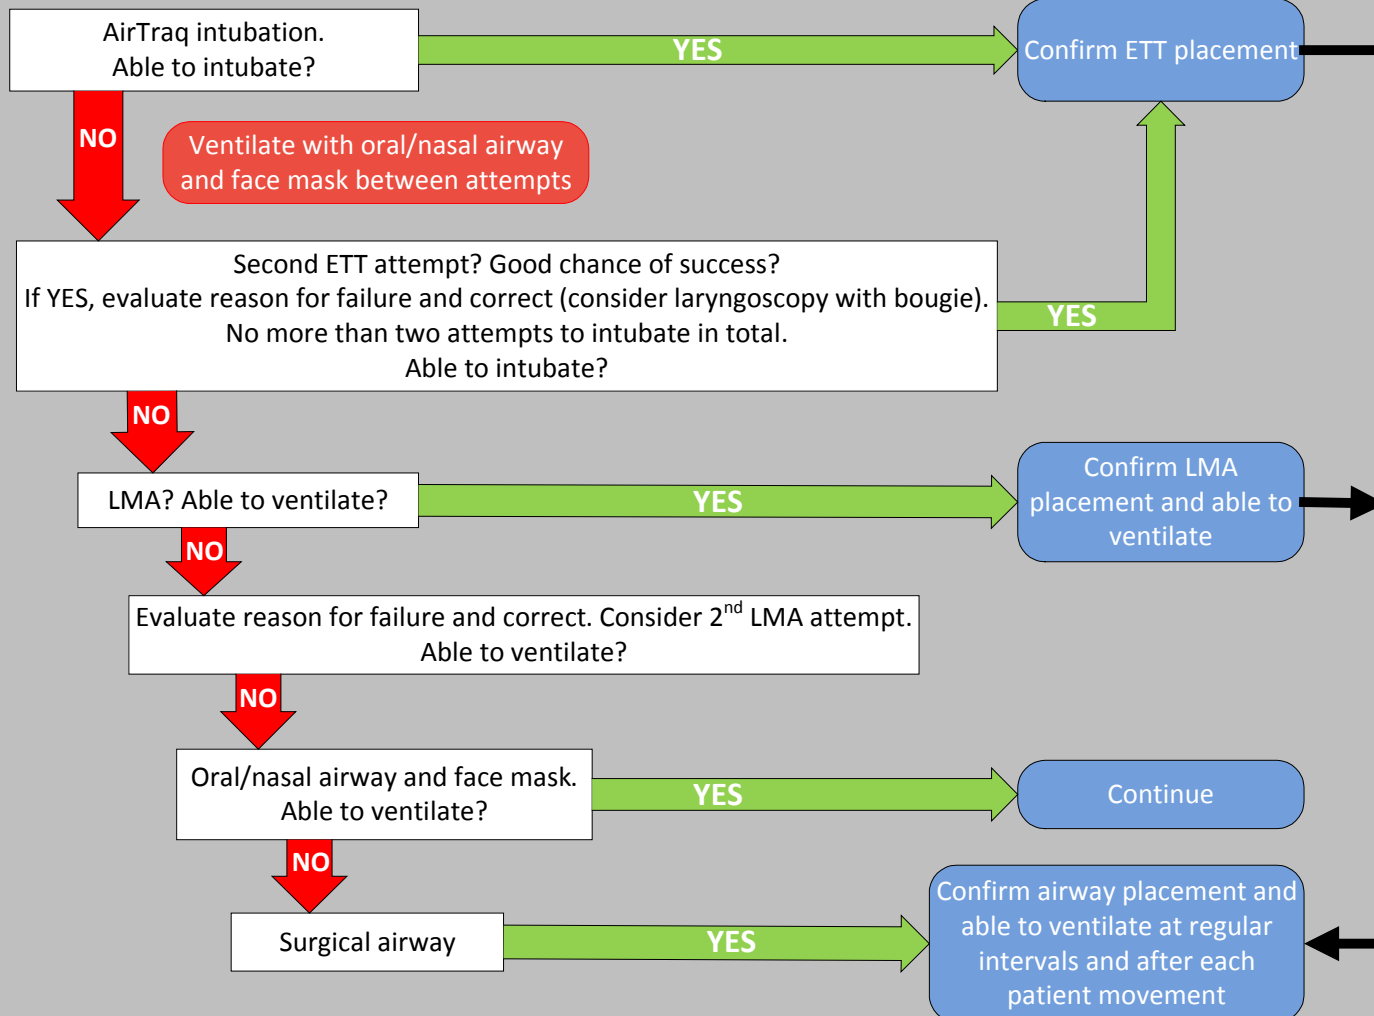 AirTraq intubation.
Able to intubate?
YES
Confirm ETT placement
NO
Ventilate with oral/nasal airway
and face mask between attempts
Second ETT attempt? Good chance of success?
If YES, evaluate reason for failure and correct (consider laryngoscopy with bougie).
No more than two attempts to intubate in total.
Able to intubate?
YES
NO
LMA? Able to ventilate?
YES
Confirm LMA
placement and able to
ventilate
NO
Evaluate reason for failure and correct. Consider 2nd LMA attempt.
Able to ventilate?
NO
Oral/nasal airway and face mask.
Able to ventilate?
YES
Continue
NO
Surgical airway
YES
Confirm airway placement and
able to ventilate at regular
intervals and after each
patient movement